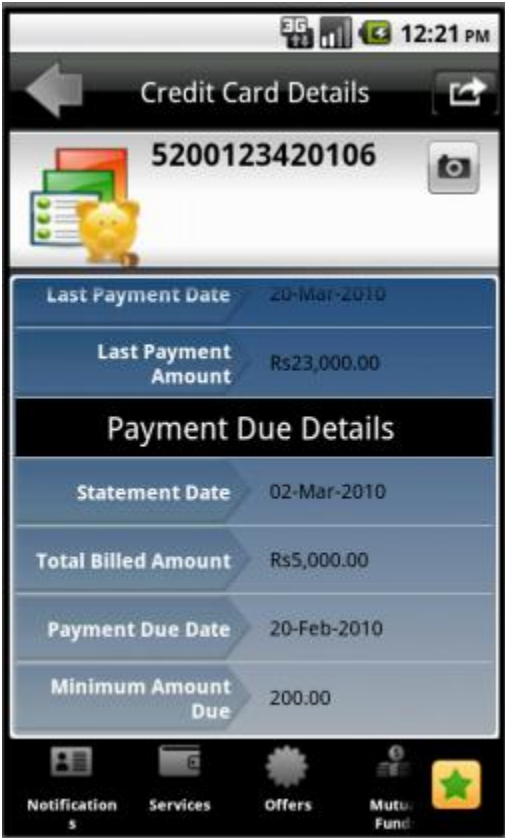 3G
12:21 PM
Credit Card Details
5200123420106
Last Payment Date 20-Mar-2010
Last Payment
Amount
Rs23,000.00
Payment Due Details
Statement Date 02-Mar-2010
Total Billed Amount Rs5,000.00
Payment Due Date 20-Feb-2010
Minimum Amount
Due
200.00
Notification
s
Services
Offers
Mutu
Fund